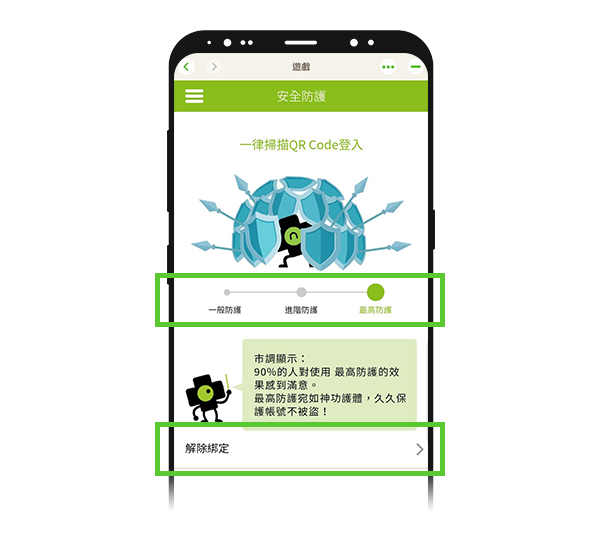 遊戲
安全防護
一律掃描QR Code登入
一般防護
進階防護
最高防護
市調顯示：
90%的人對使用 最高防護的效
果感到滿意。
最高防護宛如神功護體，久久保
護帳號不被盜！
解除綁定